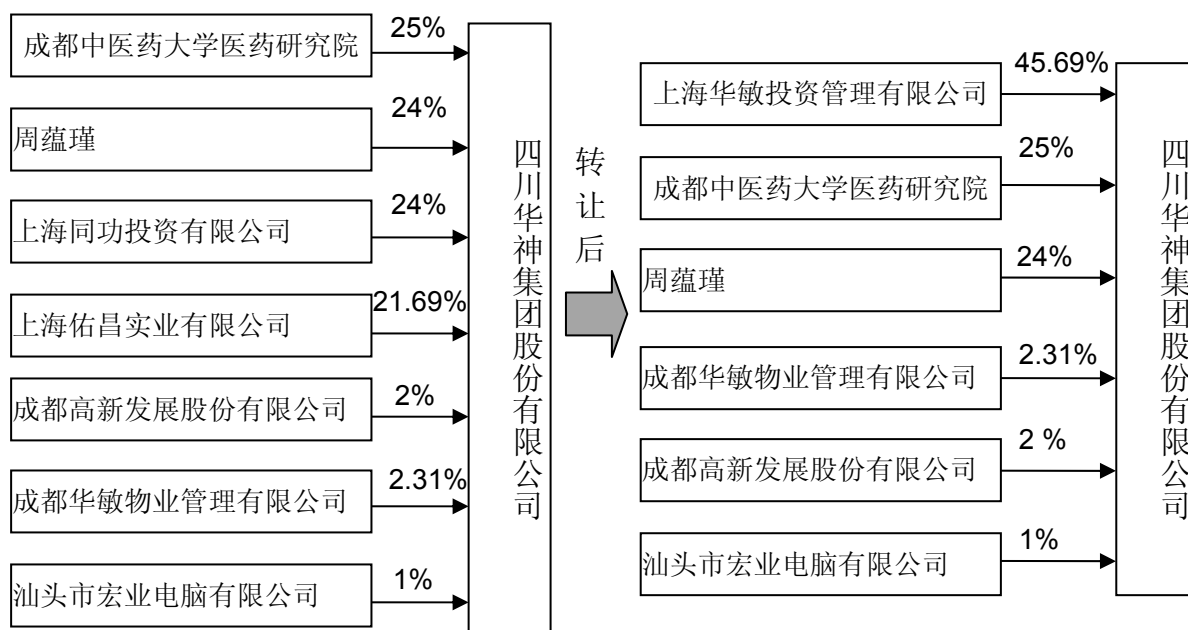 成都中医药大学医药研究院
25%
周蕴瑾
24%
上海同功投资有限公司
24%
上海佑昌实业有限公司
21.69%
成都高新发展股份有限公司
2%
成都华敏物业管理有限公司
2.31%
汕头市宏业电脑有限公司
1%
四川华神集团股份有限公司
转让后
上海华敏投资管理有限公司
45.69%
成都中医药大学医药研究院
25%
周蕴瑾
24%
成都华敏物业管理有限公司
2.31%
成都高新发展股份有限公司
2 %
汕头市宏业电脑有限公司
1%
四川华神集团股份有限公司